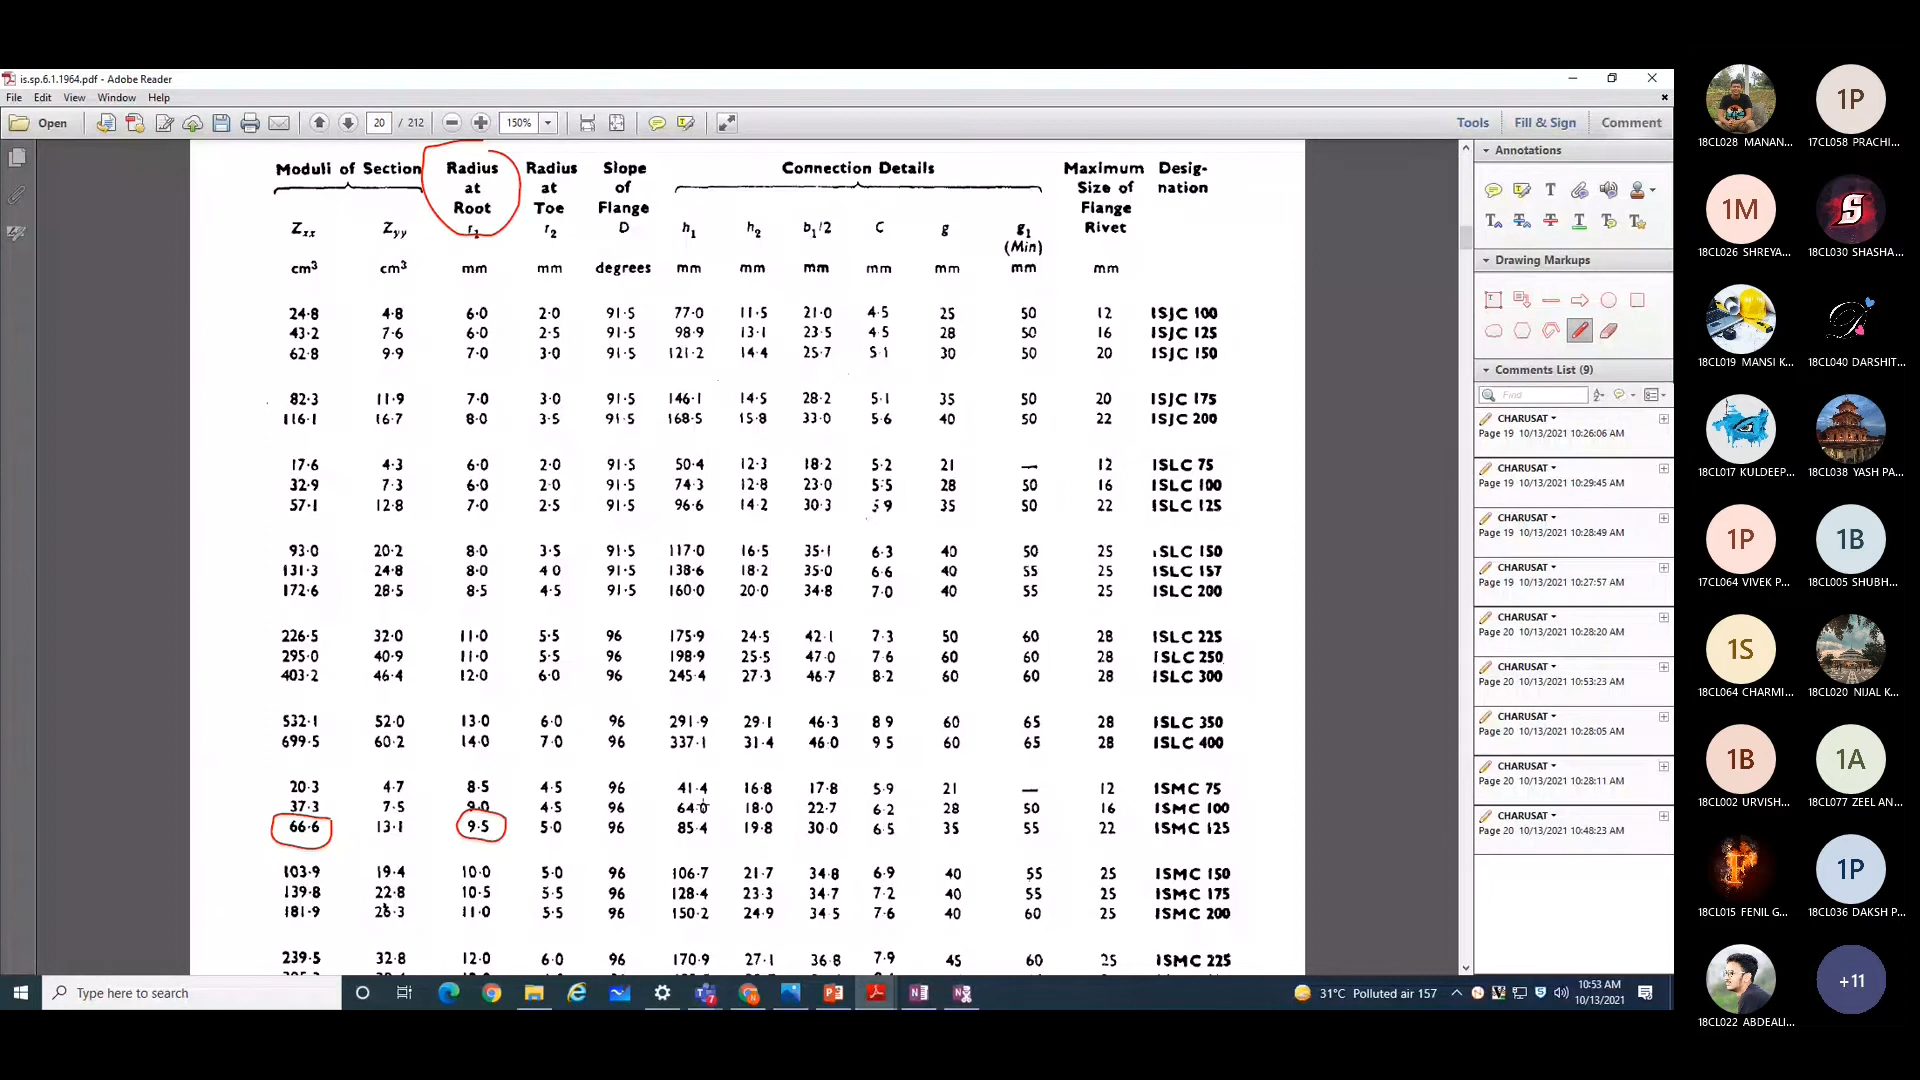 is.sp.6.1.1964.pdf - Adobe Reader
File Edit View Window Help
Open 20 / 212 150% Tools Fill & Sign Comment
Moduli of Section Radius at Root Radius at Toe Slope of Flange Connection Details Maximum Size of Flange Rivet Desig-nation
Zxx Zyy r1 r2 D h1 h2 b1/2 C g g1 (Min)
cm3 cm3 mm mm degrees mm mm mm mm mm mm mm
24·8 4·8 6·0 2·0 91·5 77·0 11·5 21·0 4·5 25 50 12 ISJC 100
43·2 7·6 6·0 2·5 91·5 98·9 13·1 23·5 4·5 28 50 16 ISJC 125
62·8 9·9 7·0 3·0 91·5 121·2 14·4 25·7 5·1 30 50 20 ISJC 150
82·3 11·9 7·0 3·0 91·5 146·1 14·5 28·2 5·1 35 50 20 ISJC 175
116·1 16·7 8·0 3·5 91·5 168·5 15·8 33·0 5·6 40 50 22 ISJC 200
17·6 4·3 6·0 2·0 91·5 50·4 12·3 18·2 5·2 21 — 12 ISLC 75
32·9 7·3 6·0 2·0 91·5 74·3 12·8 23·0 5·5 28 50 16 ISLC 100
57·1 12·8 7·0 2·5 91·5 96·6 14·2 30·3 5 9 35 50 22 ISLC 125
93·0 20·2 8·0 3·5 91·5 117·0 16·5 35·1 6·3 40 50 25 ISLC 150
131·3 24·8 8·0 4 0 91·5 138·6 18·2 35·0 6·6 40 55 25 ISLC 157
172·6 28·5 8·5 4·5 91·5 160·0 20·0 34·8 7·0 40 55 25 ISLC 200
226·5 32·0 11·0 5·5 96 175·9 24·5 42·1 7·3 50 60 28 ISLC 225
295·0 40·9 11·0 5·5 96 198·9 25·5 47·0 7·6 60 60 28 ISLC 250
403·2 46·4 12·0 6·0 96 245·4 27·3 46·7 8·2 60 60 28 ISLC 300
532·1 52·0 13·0 6·0 96 291·9 29·1 46·3 8 9 60 65 28 ISLC 350
699·5 60·2 14·0 7·0 96 337·1 31·4 46·0 9 5 60 65 28 ISLC 400
20·3 4·7 8·5 4·5 96 41·4 16·8 17·8 5·9 21 — 12 ISMC 75
37·3 7·5 9·0 4·5 96 64·0 18·0 22·7 6·2 28 50 16 ISMC 100
66·6 13·1 9·5 5·0 96 85·4 19·8 30·0 6·5 35 55 22 ISMC 125
103·9 19·4 10·0 5·0 96 106·7 21·7 34·8 6·9 40 55 25 ISMC 150
139·8 22·8 10·5 5·5 96 128·4 23·3 34·7 7·2 40 55 25 ISMC 175
181·9 26·3 11·0 5·5 96 150·2 24·9 34·5 7·6 40 60 25 ISMC 200
239·5 32·8 12·0 6·0 96 170·9 27·1 36·8 7·9 45 60 25 ISMC 225
Annotations
Drawing Markups
Comments List (9)
Find
CHARUSAT
Page 19 10/13/2021 10:26:06 AM
CHARUSAT
Page 19 10/13/2021 10:29:45 AM
CHARUSAT
Page 19 10/13/2021 10:28:49 AM
CHARUSAT
Page 19 10/13/2021 10:27:57 AM
CHARUSAT
Page 20 10/13/2021 10:28:20 AM
CHARUSAT
Page 20 10/13/2021 10:53:23 AM
CHARUSAT
Page 20 10/13/2021 10:28:05 AM
CHARUSAT
Page 20 10/13/2021 10:28:11 AM
CHARUSAT
Page 20 10/13/2021 10:48:23 AM
Type here to search
31°C Polluted air 157
10:53 AM
10/13/2021
1P
18CL028 MANAN... 17CL058 PRACHI...
1M S
18CL026 SHREYA... 18CL030 SHASHA...
18CL019 MANSI K... 18CL040 DARSHIT...
18CL017 KULDEEP... 18CL038 YASH PA...
1P 1B
17CL064 VIVEK P... 18CL005 SHUBH...
1S
18CL064 CHARMI... 18CL020 NIJAL K...
1B 1A
18CL002 URVISH... 18CL077 ZEEL AN...
1P
18CL015 FENIL G... 18CL036 DAKSH P...
+11
18CL022 ABDEALI...